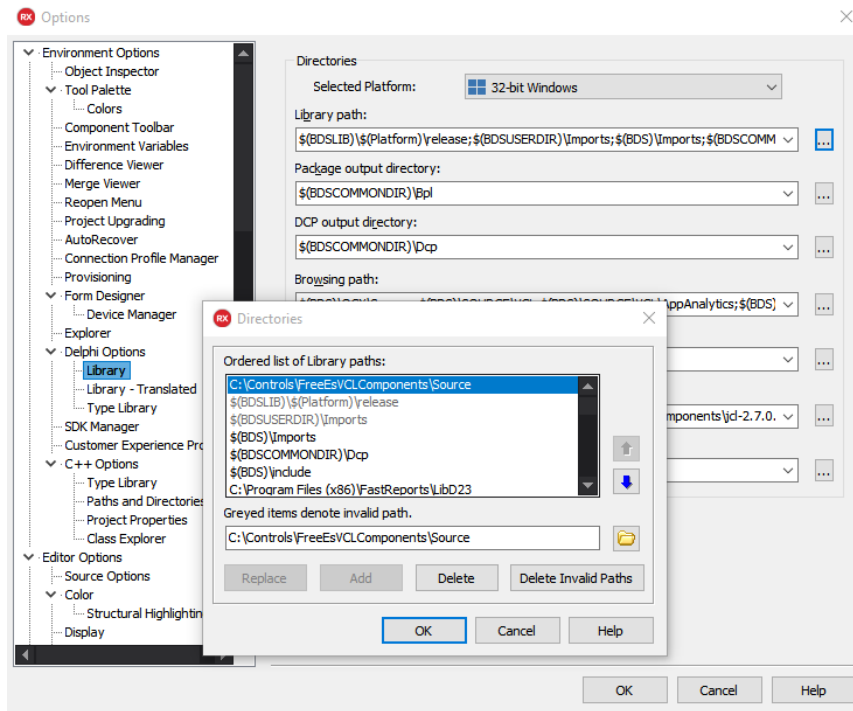 RX Options
Environment Options
Object Inspector
Tool Palette
Colors
Component Toolbar
Environment Variables
Difference Viewer
Merge Viewer
Reopen Menu
Project Upgrading
AutoRecover
Connection Profile Manager
Provisioning
Form Designer
Device Manager
Explorer
Delphi Options
Library
Library - Translated
Type Library
SDK Manager
Customer Experience Pro
C++ Options
Type Library
Paths and Directories
Project Properties
Class Explorer
Editor Options
Source Options
Color
Structural Highlightin
Display
Directories
Selected Platform: 32-bit Windows
Library path:
$(BDSLIB)\$(Platform)\release;$(BDSUSERDIR)\Imports;$(BDS)\Imports;$(BDSCOMM ...
Package output directory:
$(BDSCOMMONDIR)\Bpl ...
DCP output directory:
$(BDSCOMMONDIR)\Dcp ...
Browsing path:
\AppAnalytics;$(BDS) ...
...
mponents\jcl-2.7.0. ...
...
RX Directories
Ordered list of Library paths:
C:\Controls\FreeEsVCLComponents\Source
$(BDSLIB)\$(Platform)\release
$(BDSUSERDIR)\Imports
$(BDS)\Imports
$(BDSCOMMONDIR)\Dcp
$(BDS)\include
C:\Program Files (x86)\FastReports\LibD23
Greyed items denote invalid path.
C:\Controls\FreeEsVCLComponents\Source
Replace Add Delete Delete Invalid Paths
OK Cancel Help
OK Cancel Help